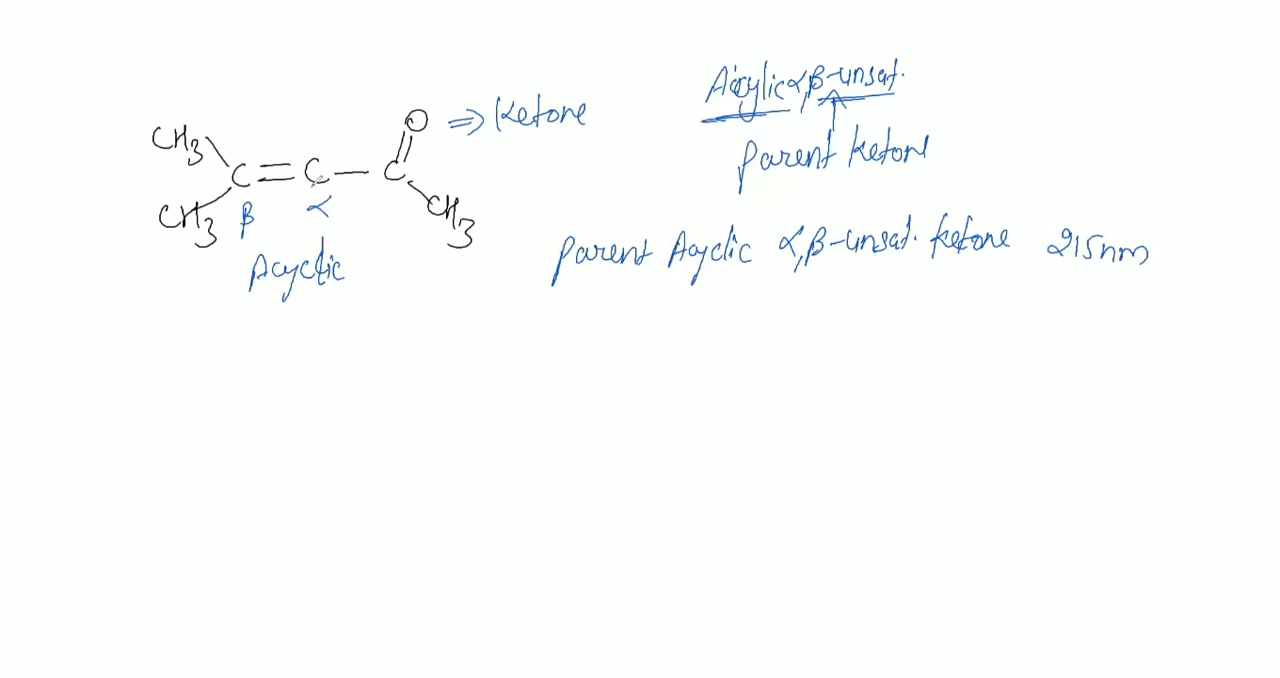 Acyclic α,β-unsat.
O ⇒ Ketone
CH3
C = C — C
Parent ketone
CH3 β α CH3
Acyclic
Parent Acyclic α,β-unsat. ketone 215nm